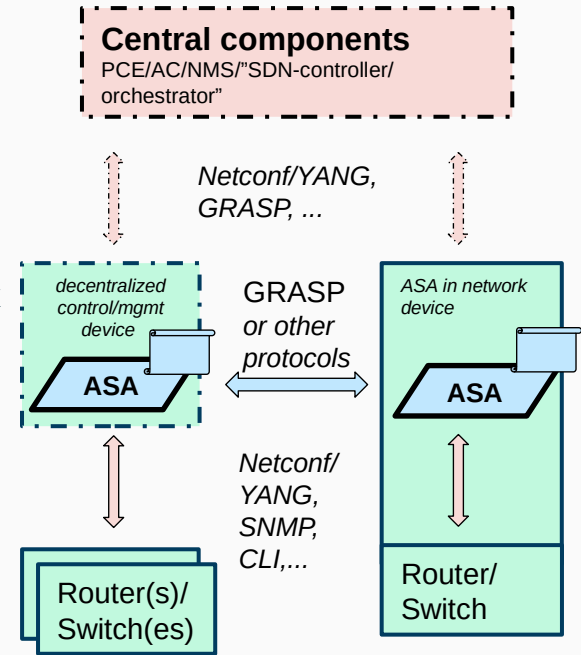 Central components
PCE/AC/NMS/”SDN-controller/
orchestrator”
Netconf/YANG,
GRASP, ...
decentralized
control/mgmt
device
ASA
GRASP
or other
protocols
ASA in network
device
ASA
Netconf/
YANG,
SNMP,
CLI,...
Router(s)/
Switch(es)
Router/
Switch